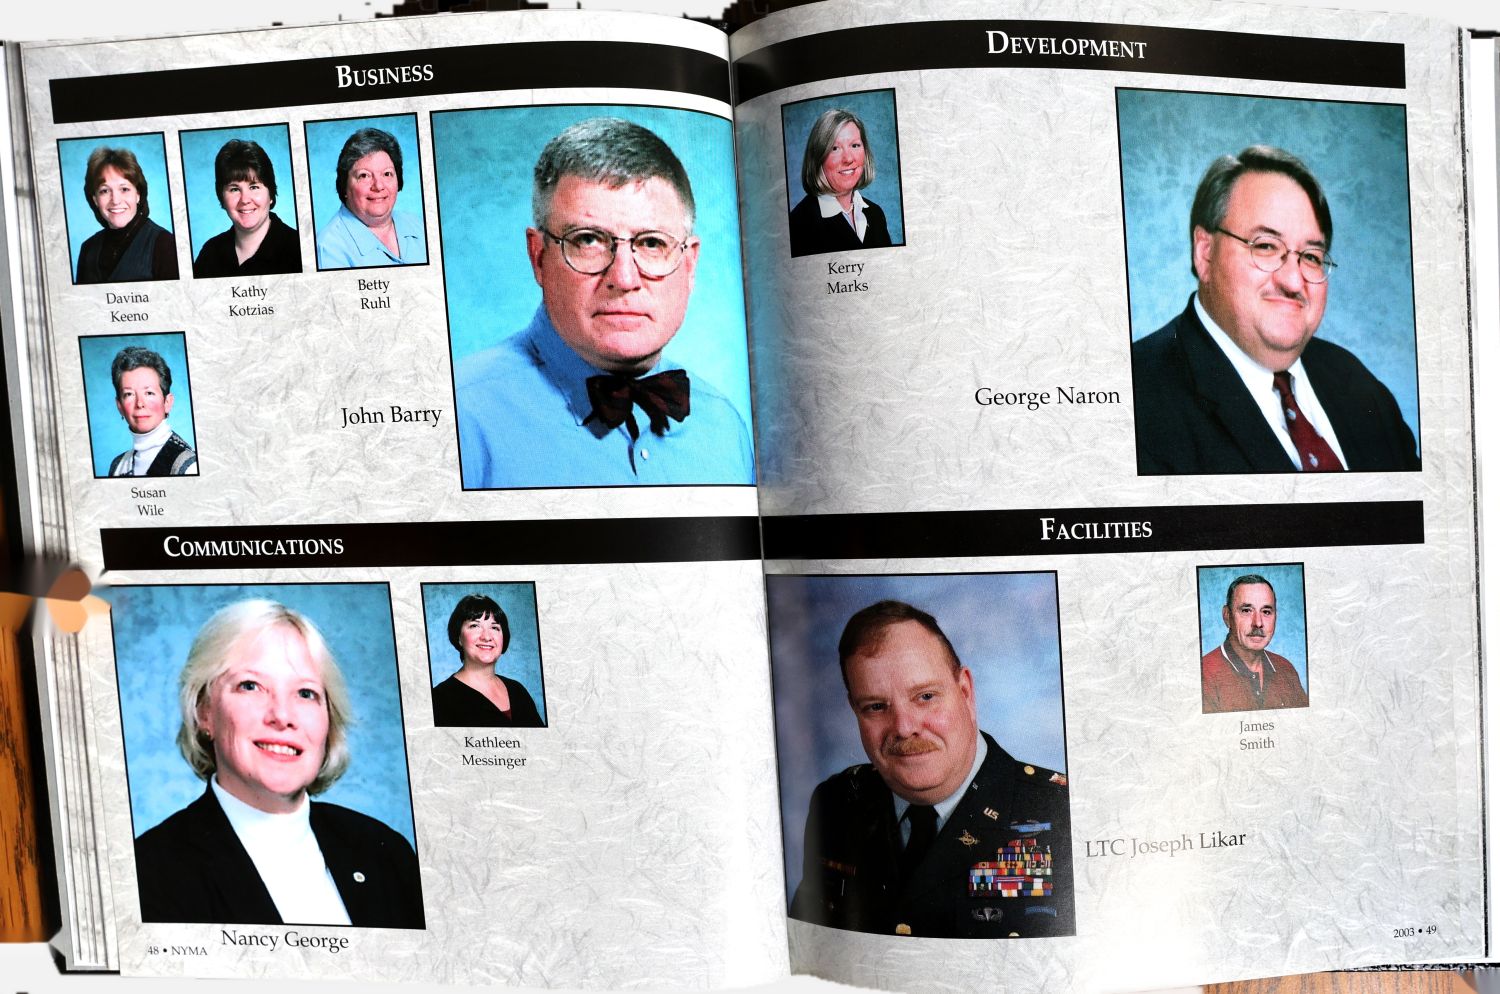 BUSINESS
Davina
Keeno
Kathy
Kotzias
Betty
Ruhl
Susan
Wile
John Barry
COMMUNICATIONS
Nancy George
Kathleen
Messinger
48 • NYMA
DEVELOPMENT
Kerry
Marks
George Naron
FACILITIES
LTC Joseph Likar
James
Smith
2003 • 49